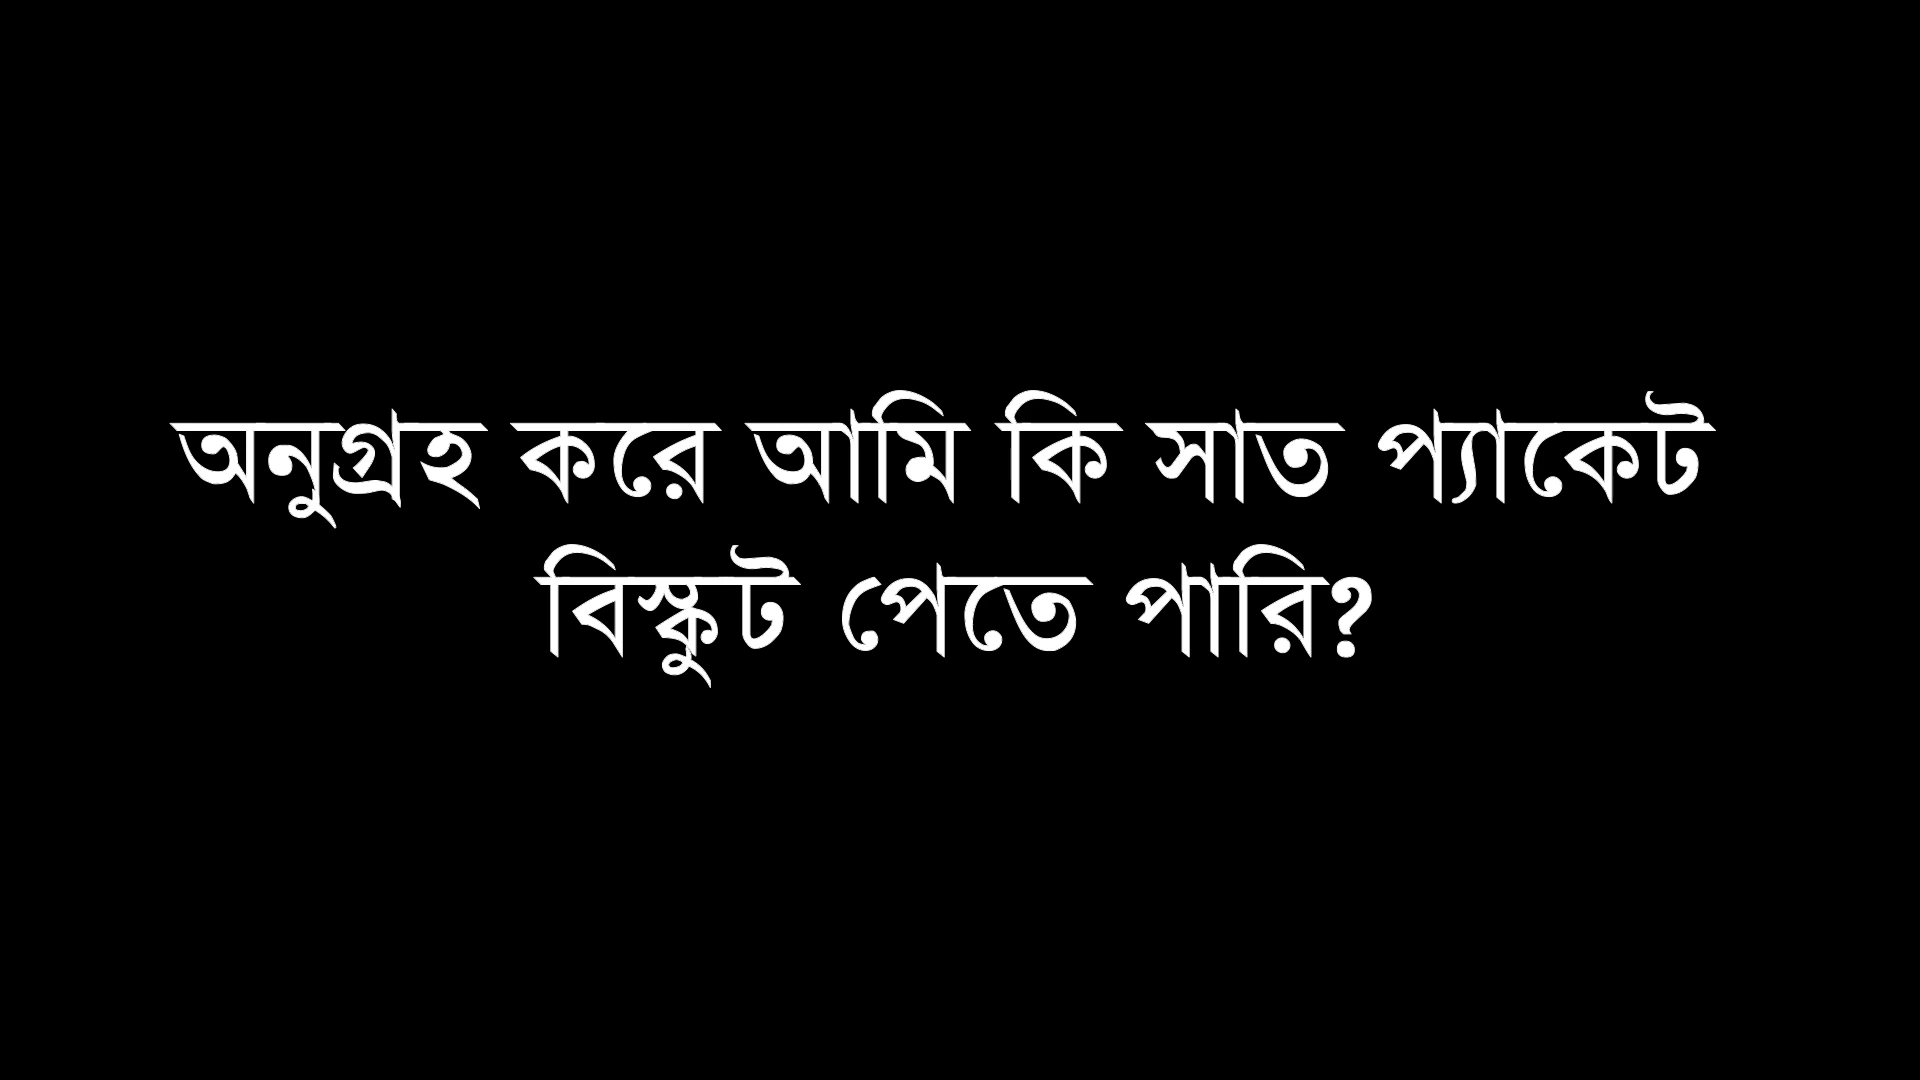 অনুগ্রহ করে আমি কি সাত প্যাকেট
বিস্কুট পেতে পারি?